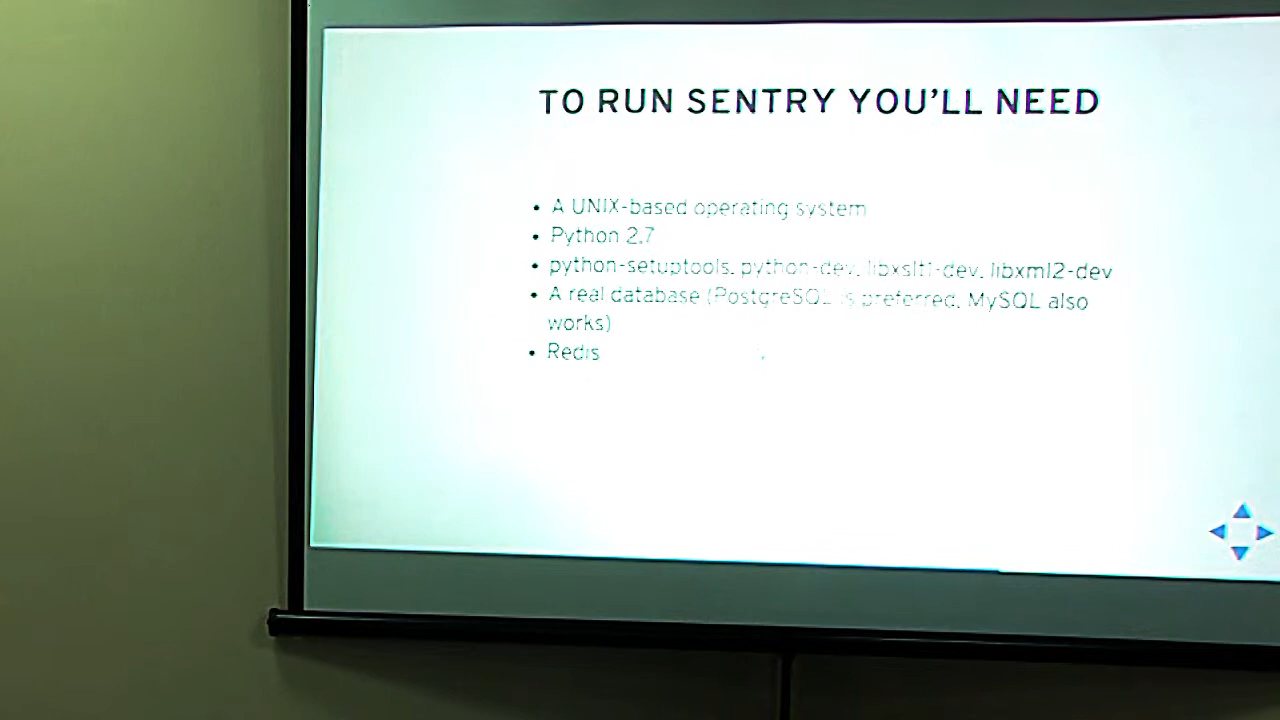 TO RUN SENTRY YOU'LL NEED
• A UNIX-based operating system
• Python 2.7
• python-setuptools, python-dev, libxslt1-dev, libxml2-dev
• A real database (PostgreSQL is preferred, MySQL also
works)
• Redis